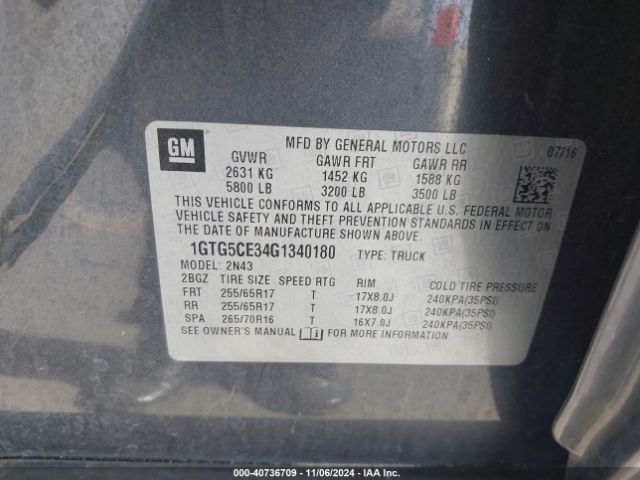 GM
MFD BY GENERAL MOTORS LLC 07/16
GVWR GAWR FRT GAWR RR
2631 KG 1452 KG 1588 KG
5800 LB 3200 LB 3500 LB
THIS VEHICLE CONFORMS TO ALL APPLICABLE U.S. FEDERAL MOTOR
VEHICLE SAFETY AND THEFT PREVENTION STANDARDS IN EFFECT ON
THE DATE OF MANUFACTURE SHOWN ABOVE.
1GTG5CE34G1340180 TYPE: TRUCK
MODEL: 2N43
2BGZ TIRE SIZE SPEED RTG RIM COLD TIRE PRESSURE
FRT 255/65R17 T 17X8.0J 240KPA(35PSI)
RR 255/65R17 T 17X8.0J 240KPA(35PSI)
SPA 265/70R16 T 16X7.0J 240KPA(35PSI)
SEE OWNER'S MANUAL FOR MORE INFORMATION.
000-40736709 - 11/06/2024 - IAAI.COM